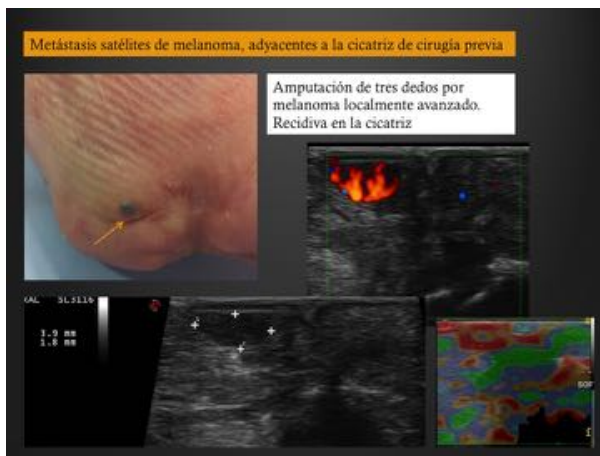 Metástasis satélites de melanoma, adyacentes a la cicatriz de cirugía previa
Amputación de tres dedos por
melanoma localmente avanzado.
Recidiva en la cicatriz
SL3116
3.9 mm
1.8 mm